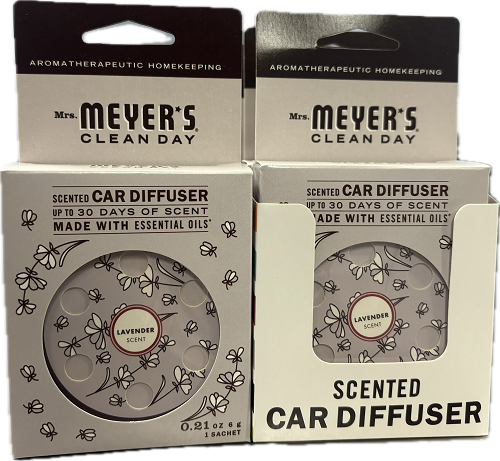 AROMATHERAPEUTIC HOMEKEEPING
Mrs. MEYER'S®
CLEAN DAY
SCENTED CAR DIFFUSER
UP TO 30 DAYS OF SCENT
MADE WITH ESSENTIAL OILS*
LAVENDER
SCENT
0.21 oz 6 g
1 SACHET
AROMATHERAPEUTIC HOMEKEEPING
Mrs. MEYER'S®
CLEAN DAY
SCENTED CAR DIFFUSER
UP TO 30 DAYS OF SCENT
MADE WITH ESSENTIAL OILS*
LAVENDER
SCENT
SCENTED
CAR DIFFUSER